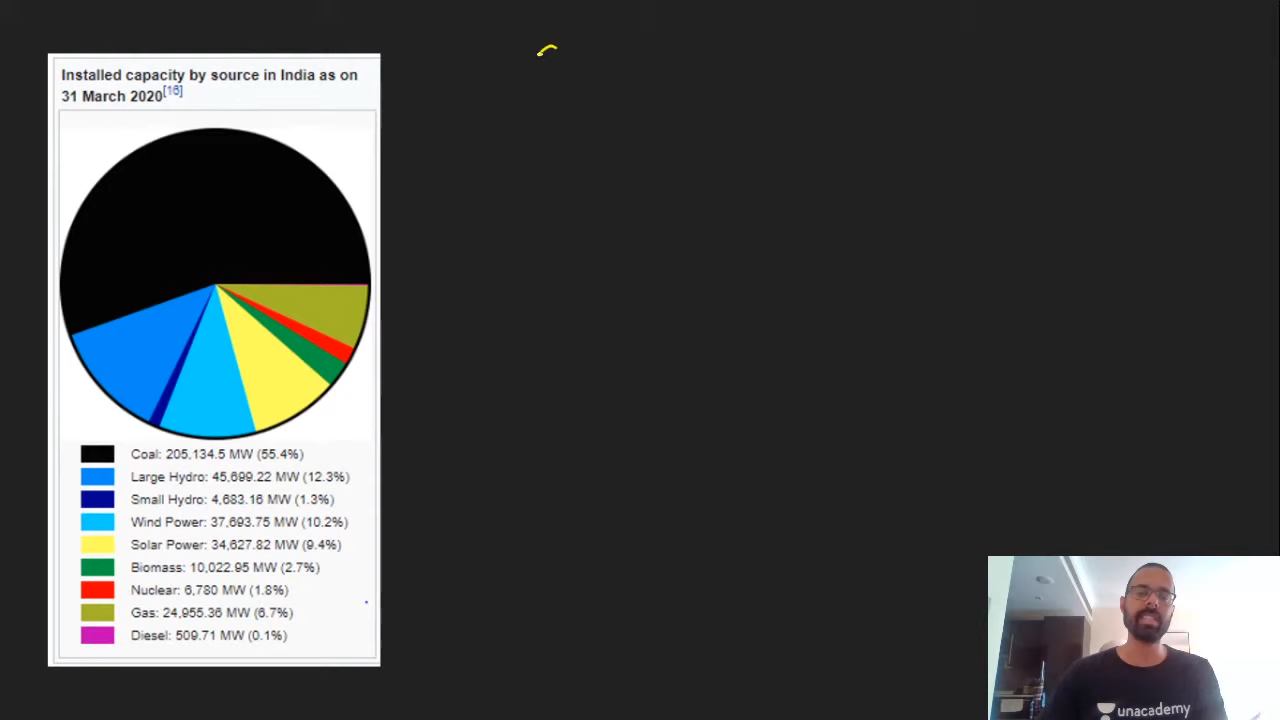 Installed capacity by source in India as on
31 March 2020[16]
Coal: 205,134.5 MW (55.4%)
Large Hydro: 45,699.22 MW (12.3%)
Small Hydro: 4,683.16 MW (1.3%)
Wind Power: 37,693.75 MW (10.2%)
Solar Power: 34,627.82 MW (9.4%)
Biomass: 10,022.95 MW (2.7%)
Nuclear: 6,780 MW (1.8%)
Gas: 24,955.36 MW (6.7%)
Diesel: 509.71 MW (0.1%)
unacademy